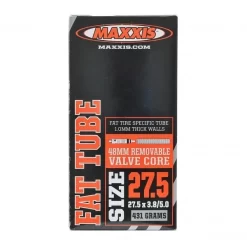 MAXXIS
MAXXIS.COM
FAT TUBE
FAT TIRE SPECIFIC TUBE
1.0MM THICK WALLS
48MM REMOVABLE
VALVE CORE
SIZE
27.5
27.5 x 3.8/5.0
431 GRAMS